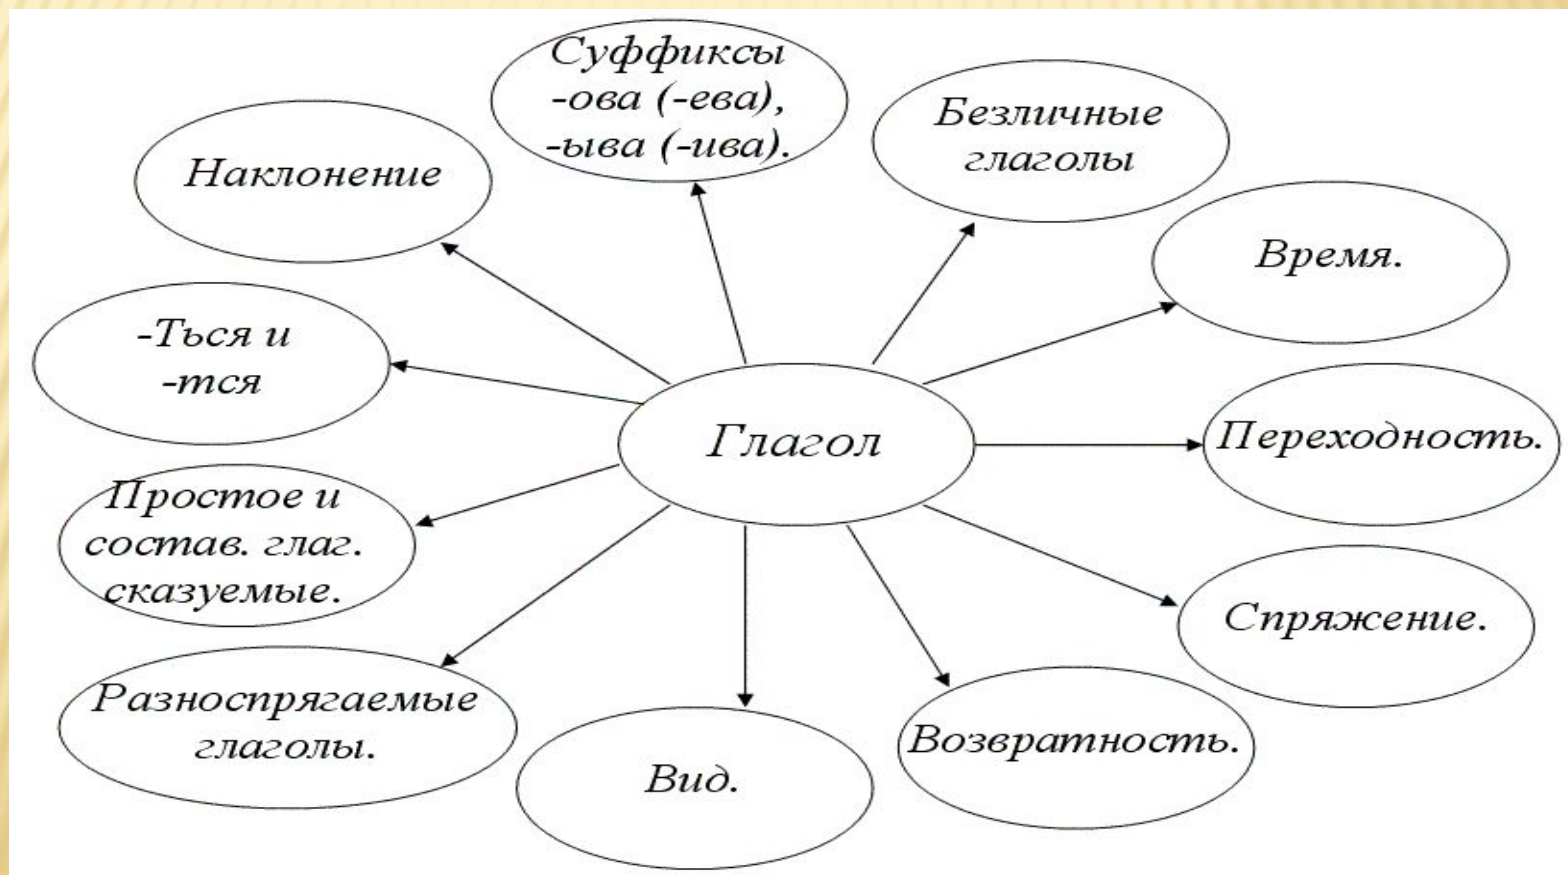 Суффиксы
-ова (-ева),
-ыва (-ива).
Безличные
глаголы
Наклонение
Время.
-Ться и
-тся
Глагол
Переходность.
Простое и
состав. глаг.
сказуемые.
Спряжение.
Разноспрягаемые
глаголы.
Вид.
Возвратность.